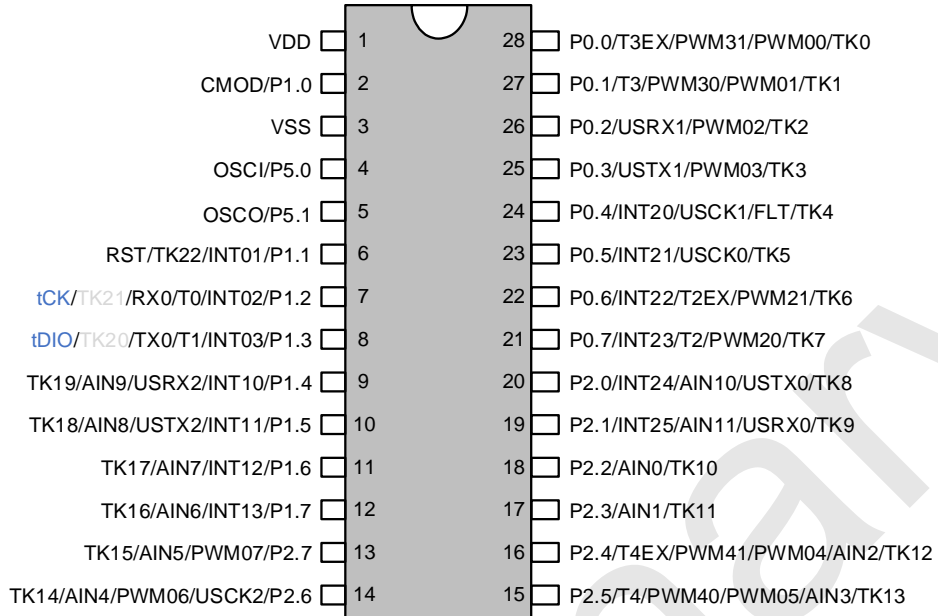 VDD 1 28 P0.0/T3EX/PWM31/PWM00/TK0
CMOD/P1.0 2 27 P0.1/T3/PWM30/PWM01/TK1
VSS 3 26 P0.2/USRX1/PWM02/TK2
OSCI/P5.0 4 25 P0.3/USTX1/PWM03/TK3
OSCO/P5.1 5 24 P0.4/INT20/USCK1/FLT/TK4
RST/TK22/INT01/P1.1 6 23 P0.5/INT21/USCK0/TK5
tCK/TK21/RX0/T0/INT02/P1.2 7 22 P0.6/INT22/T2EX/PWM21/TK6
tDIO/TK20/TX0/T1/INT03/P1.3 8 21 P0.7/INT23/T2/PWM20/TK7
TK19/AIN9/USRX2/INT10/P1.4 9 20 P2.0/INT24/AIN10/USTX0/TK8
TK18/AIN8/USTX2/INT11/P1.5 10 19 P2.1/INT25/AIN11/USRX0/TK9
TK17/AIN7/INT12/P1.6 11 18 P2.2/AIN0/TK10
TK16/AIN6/INT13/P1.7 12 17 P2.3/AIN1/TK11
TK15/AIN5/PWM07/P2.7 13 16 P2.4/T4EX/PWM41/PWM04/AIN2/TK12
TK14/AIN4/PWM06/USCK2/P2.6 14 15 P2.5/T4/PWM40/PWM05/AIN3/TK13